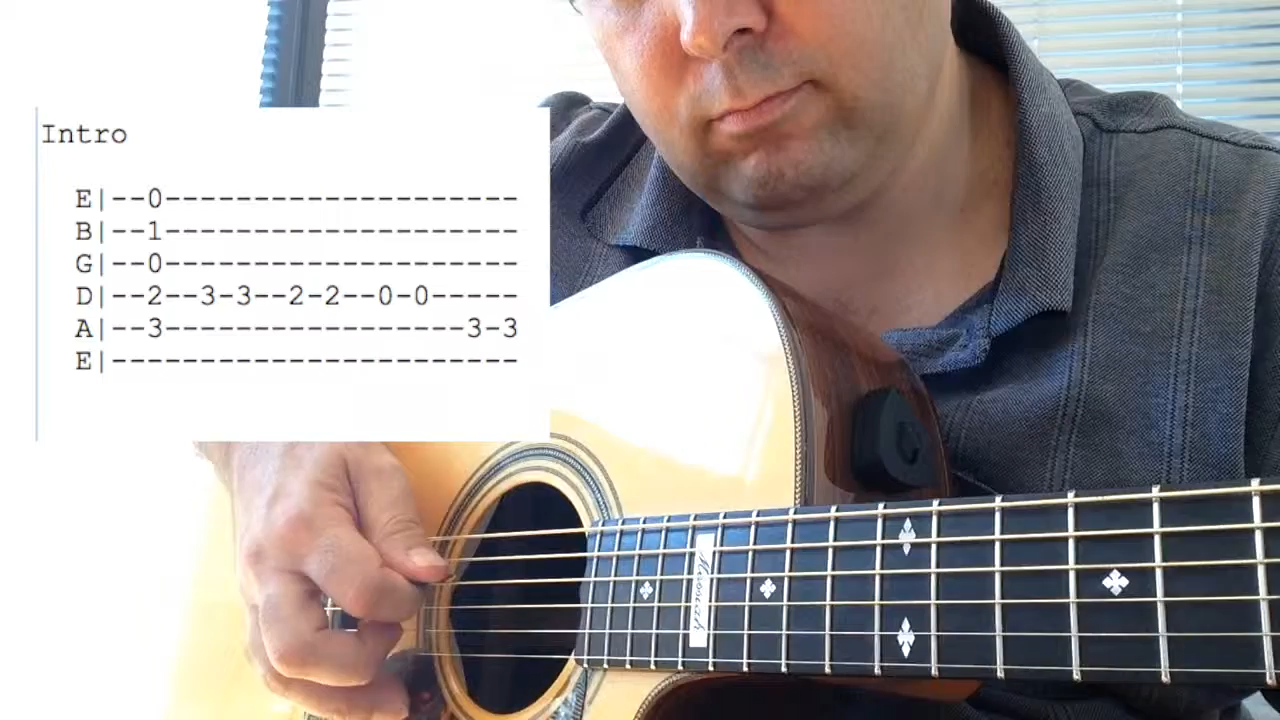 Intro
E|--0--------------------
B|--1--------------------
G|--0--------------------
D|--2--3-3--2-2--0-0-----
A|--3-----------------3-3
E|-----------------------